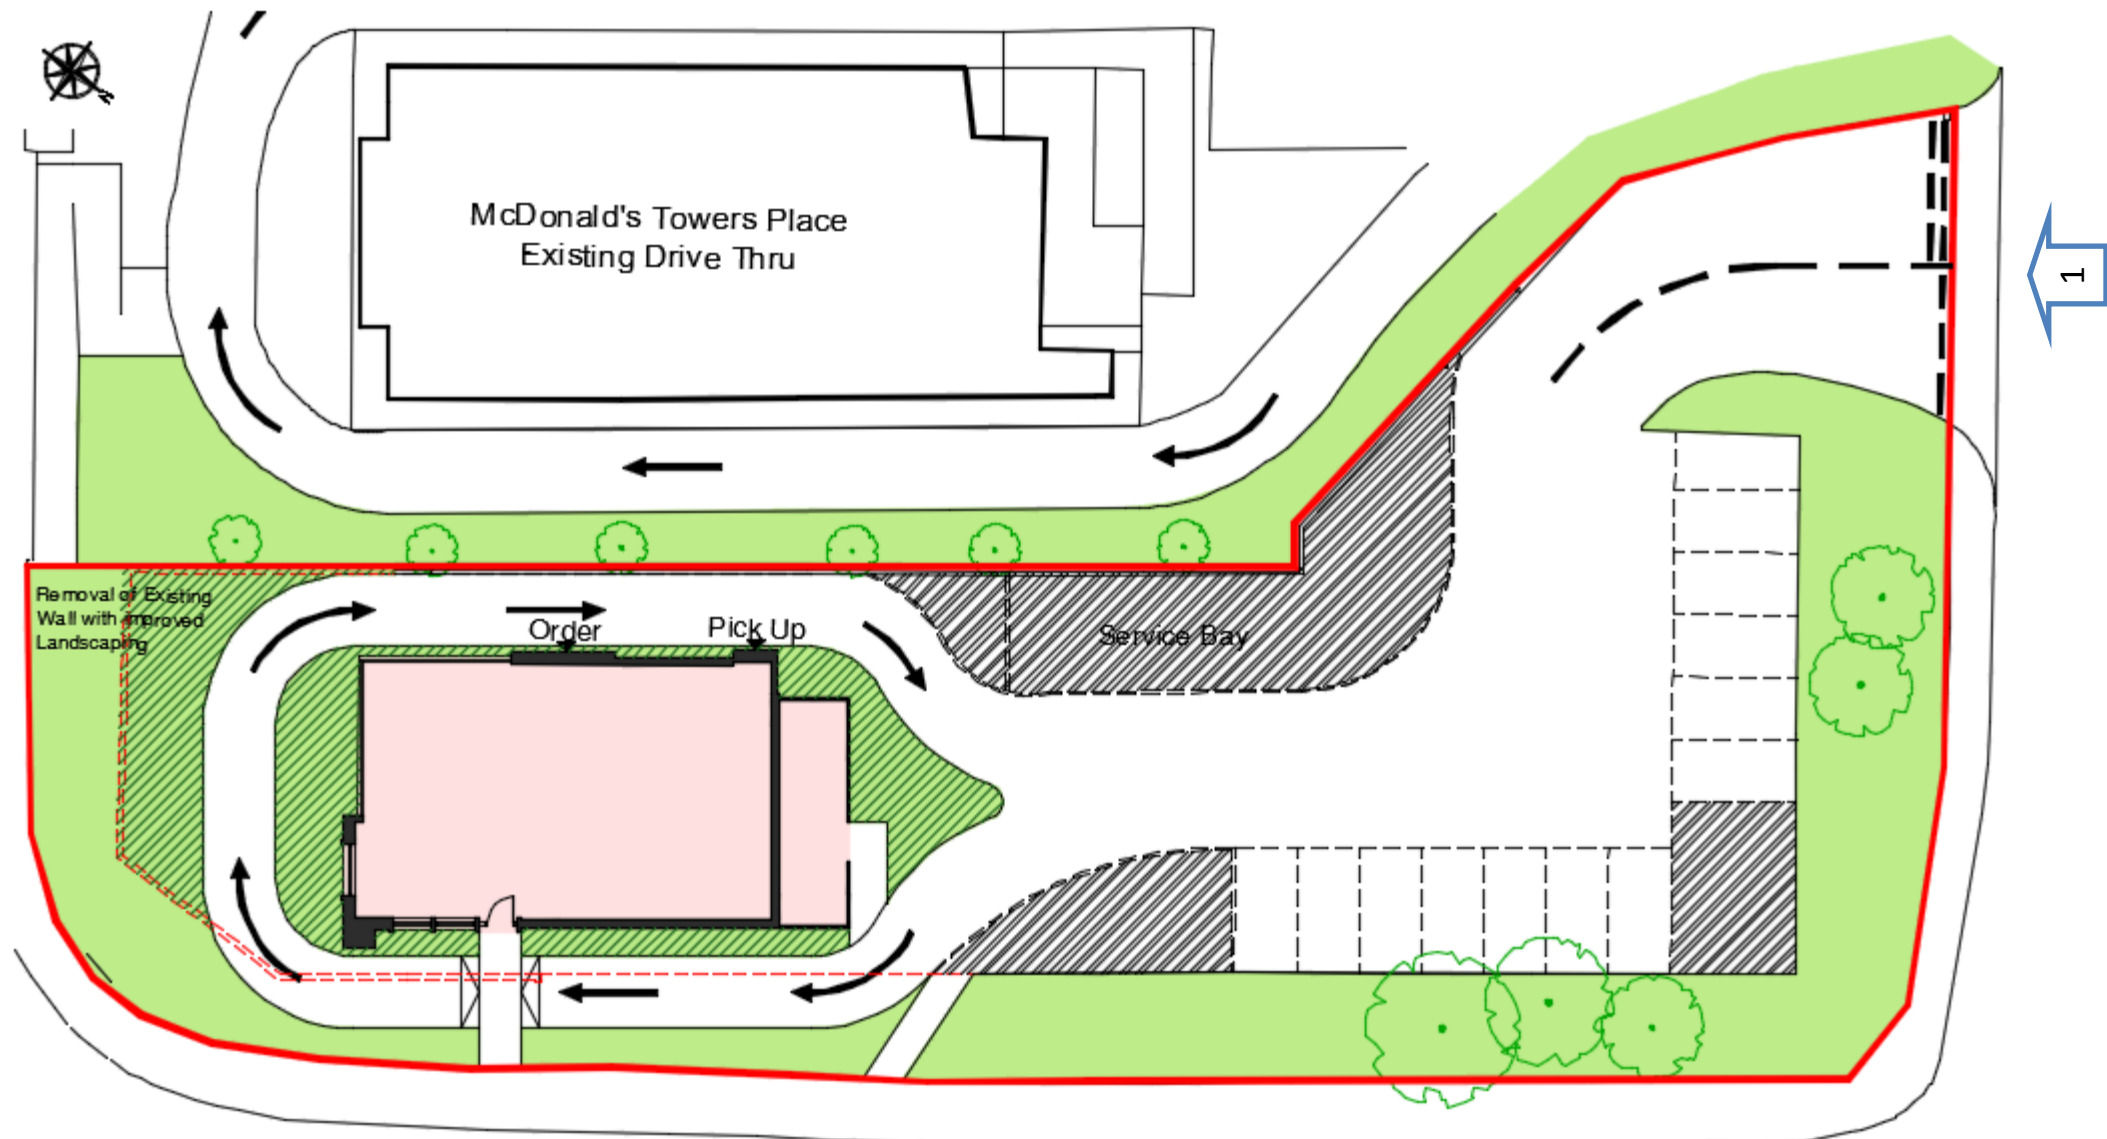 McDonald's Towers Place
Existing Drive Thru
1
Removal of Existing
Wall with improved
Landscaping
Order
Pick Up
Service Bay